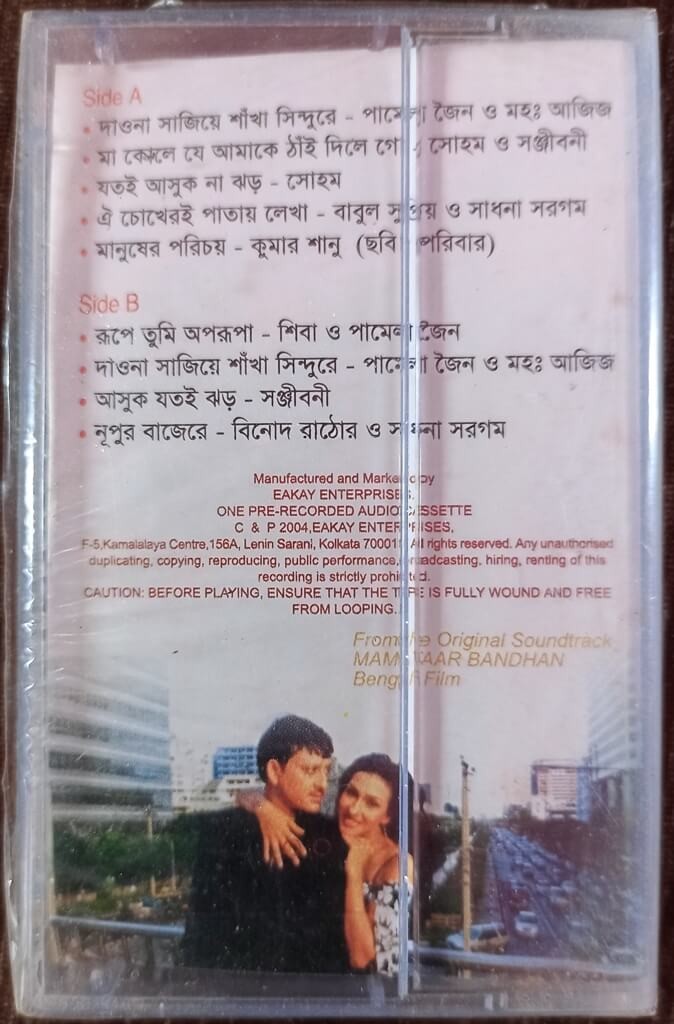 Side A
• দাওনা সাজিয়ে শাঁখা সিন্দুরে - পামেলা জৈন ও মহঃ আজিজ
• মা কোলে যে আমাকে ঠাঁই দিলে গো - সোহম ও সঞ্জীবনী
• যতই আসুক না ঝড় - সোহম
• ঐ চোখেরই পাতায় লেখা - বাবুল সুপ্রিয় ও সাধনা সরগম
• মানুষের পরিচয় - কুমার শানু (ছবি পরিবার)
Side B
• রূপে তুমি অপরূপা - শিবা ও পামেলা জৈন
• দাওনা সাজিয়ে শাঁখা সিন্দুরে - পামেলা জৈন ও মহঃ আজিজ
• আসুক যতই ঝড় - সঞ্জীবনী
• নূপুর বাজেরে - বিনোদ রাঠোর ও সাধনা সরগম
Manufactured and Marketed by
EAKAY ENTERPRISES.
ONE PRE-RECORDED AUDIO CASSETTE
C & P 2004, EAKAY ENTERPRISES,
F-5, Kamalalaya Centre, 156A, Lenin Sarani, Kolkata 70001 All rights reserved. Any unauthorised
duplicating, copying, reproducing, public performance, broadcasting, hiring, renting of this
recording is strictly prohibited.
CAUTION: BEFORE PLAYING, ENSURE THAT THE TAPE IS FULLY WOUND AND FREE
FROM LOOPING.
From the Original Soundtrack
MAMATAAR BANDHAN
Bengali Film